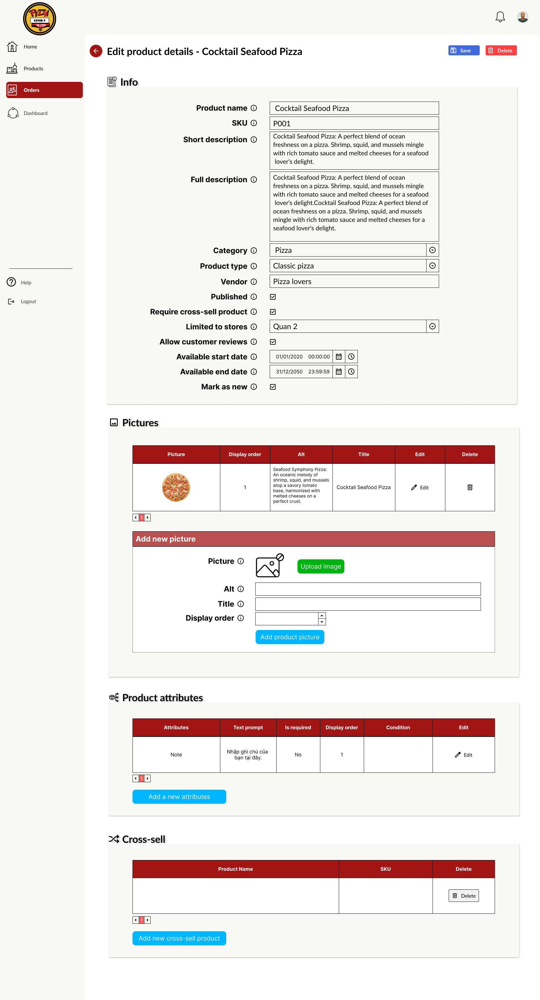 PIZZA
LOVER'S
DIAL A PIZZA
Home
Products
Orders
Dashboard
Help
Logout
Edit product details - Cocktail Seafood Pizza
Save
Delete
Info
Product name
Cocktail Seafood Pizza
SKU
P001
Short description
Cocktail Seafood Pizza: A perfect blend of ocean
freshness on a pizza. Shrimp, squid, and mussels mingle
with rich tomato sauce and melted cheeses for a seafood
lover's delight.
Full description
Cocktail Seafood Pizza: A perfect blend of ocean
freshness on a pizza. Shrimp, squid, and mussels mingle
with rich tomato sauce and melted cheeses for a seafood
lover's delight.Cocktail Seafood Pizza: A perfect blend of
ocean freshness on a pizza. Shrimp, squid, and mussels
mingle with rich tomato sauce and melted cheeses for a
seafood lover's delight.
Category
Pizza
Product type
Classic pizza
Vendor
Pizza lovers
Published
Require cross-sell product
Limited to stores
Quan 2
Allow customer reviews
Available start date
01/01/2020 00:00:00
Available end date
31/12/2050 23:59:59
Mark as new
Pictures
Picture Display order Alt Title Edit Delete
Seafood Symphony Pizza:
An oceanic melody of
shrimp, squid, and mussels
atop a savory tomato
base, harmonized with
melted cheeses on a
perfect crust.
1
Cocktail Seafood Pizza
Edit
1
Add new picture
Picture
Upload image
Alt
Title
Display order
Add product picture
Product attributes
Attributes Text prompt Is required Display order Condition Edit
Note
Nhập ghi chú của
bạn tại đây.
No
1
Edit
1
Add a new attributes
Cross-sell
Product Name SKU Delete
Delete
1
Add new cross-sell product